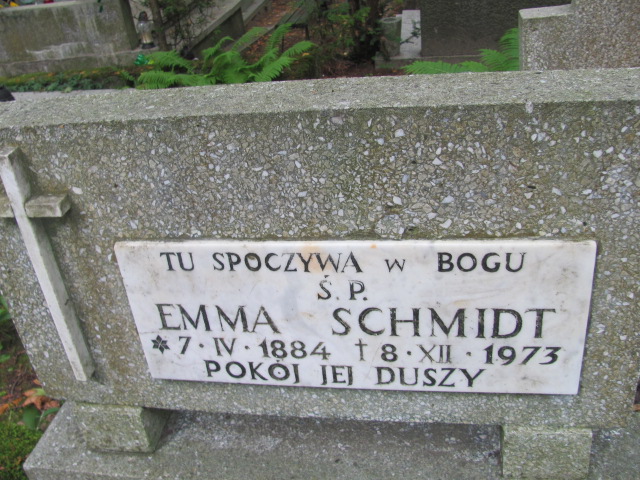 TU SPOCZYWA W BOGU
Ś.P.
EMMA SCHMIDT
* 7 · IV · 1884 † 8 · XII · 1973
POKÓJ JEJ DUSZY